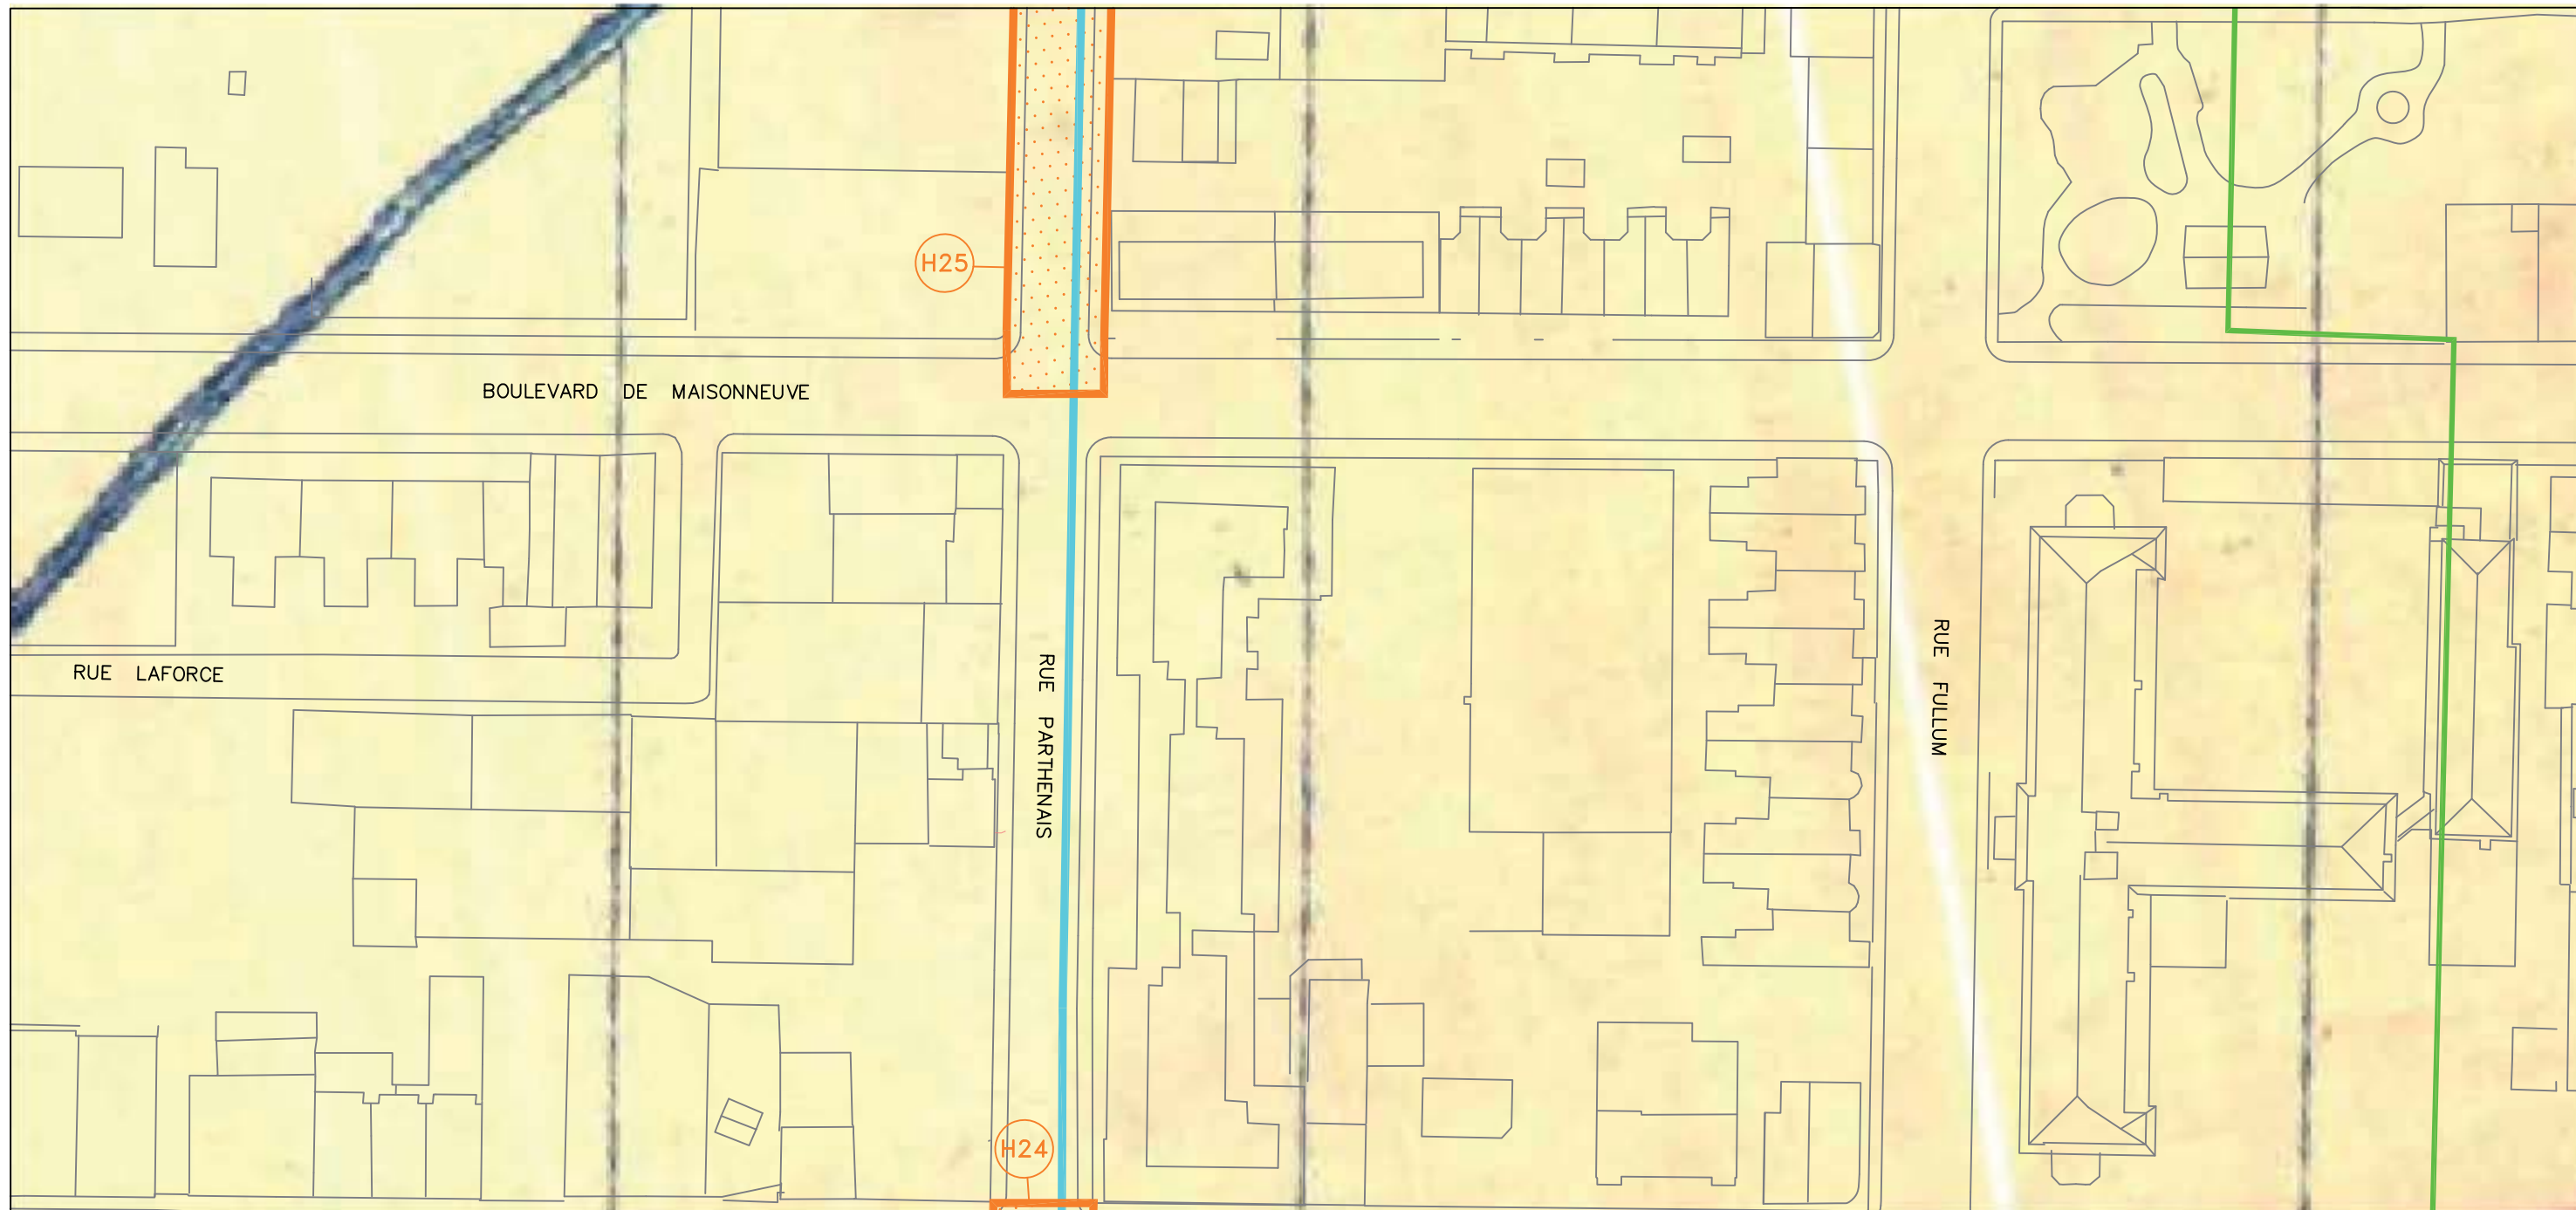 H25
BOULEVARD DE MAISONNEUVE
RUE LAFORCE
RUE PARTHENAIS
RUE FULLUM
H24